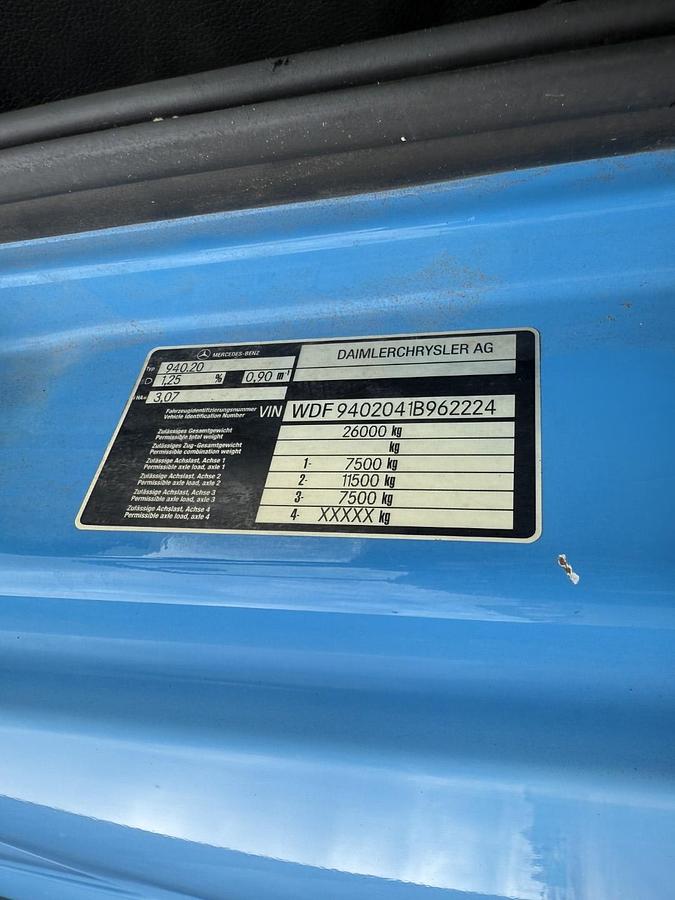 MERCEDES-BENZ
DAIMLERCHRYSLER AG
Typ 940.20
D 1,25 % 0,90 m-1
HA= 3,07
Fahrzeugidentifizierungsnummer
Vehicle Identification Number
VIN WDF9402041B962224
Zulässiges Gesamtgewicht
Permissible total weight
26000 kg
Zulässiges Zug-Gesamtgewicht
Permissible combination weight
kg
Zulässige Achslast, Achse 1
Permissible axle load, axle 1
1- 7500 kg
Zulässige Achslast, Achse 2
Permissible axle load, axle 2
2- 11500 kg
Zulässige Achslast, Achse 3
Permissible axle load, axle 3
3- 7500 kg
Zulässige Achslast, Achse 4
Permissible axle load, axle 4
4- XXXXX kg